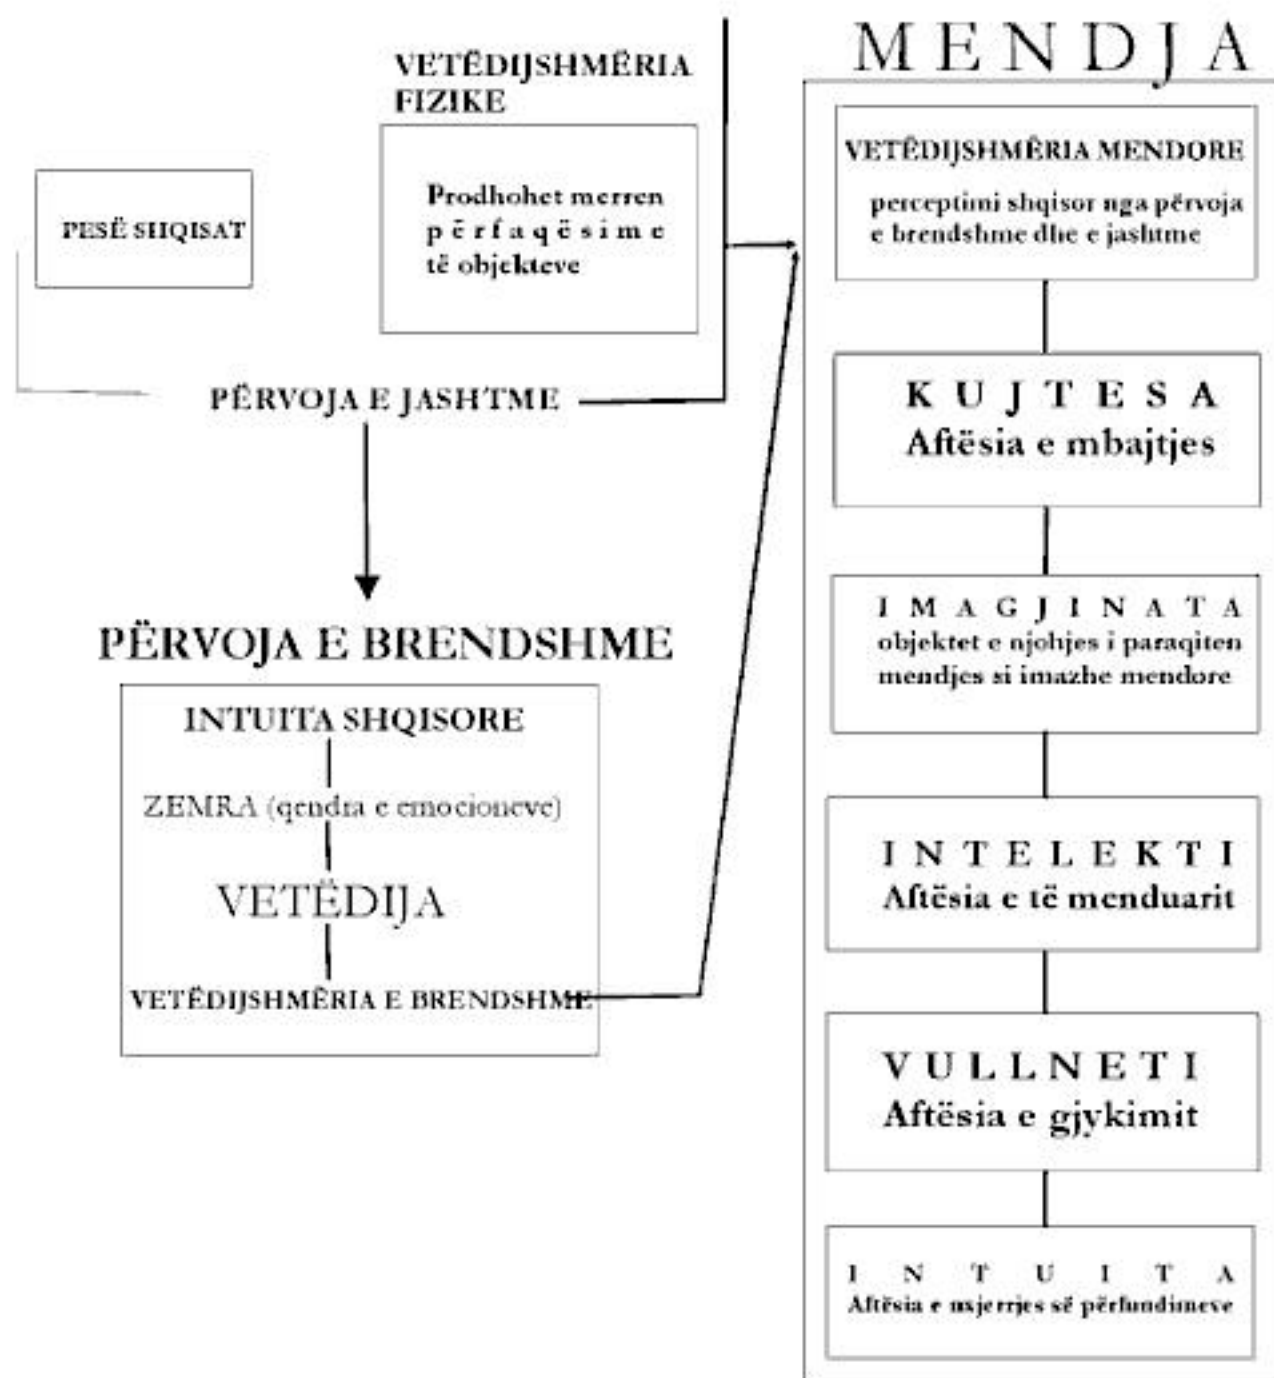 MENDJA
VETËDIJSHMËRIA
FIZIKE
Prodhohet merren
përfaqësime
të objekteve
PESË SHQISAT
PËRVOJA E JASHTME
PËRVOJA E BRENDSHME
INTUITA SHQISORE
ZEMRA (qendra e emocioneve)
VETËDIJA
VETËDIJSHMËRIA E BRENDSHME
VETËDIJSHMËRIA MENDORE
perceptimi shqisor nga përvoja
e brendshme dhe e jashtme
KUJTESA
Aftësia e mbajtjes
IMAGJINATA
objektet e njohjes i paraqiten
mendjes si imazhe mendore
INTELEKTI
Aftësia e të menduarit
VULLNETI
Aftësia e gjykimit
INTUITA
Aftësia e nxjerrjes së përfundimeve